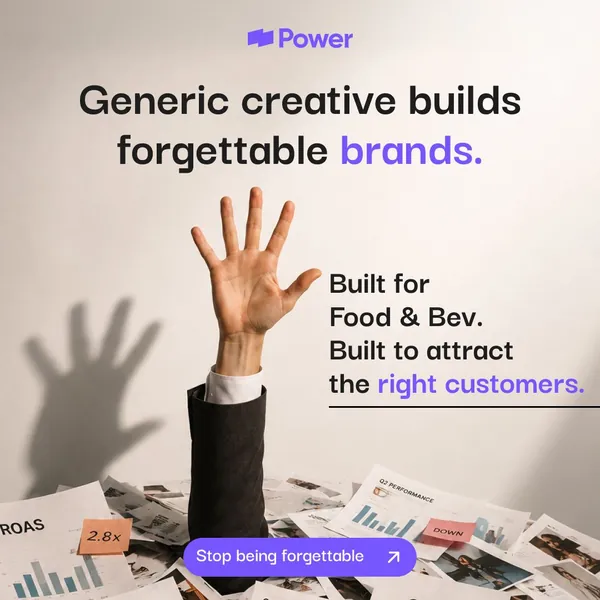 Power
Generic creative builds
forgettable brands.
Built for
Food & Bev.
Built to attract
the right customers.
Q2 PERFORMANCE
ROAS
2.8x
DOWN
Stop being forgettable